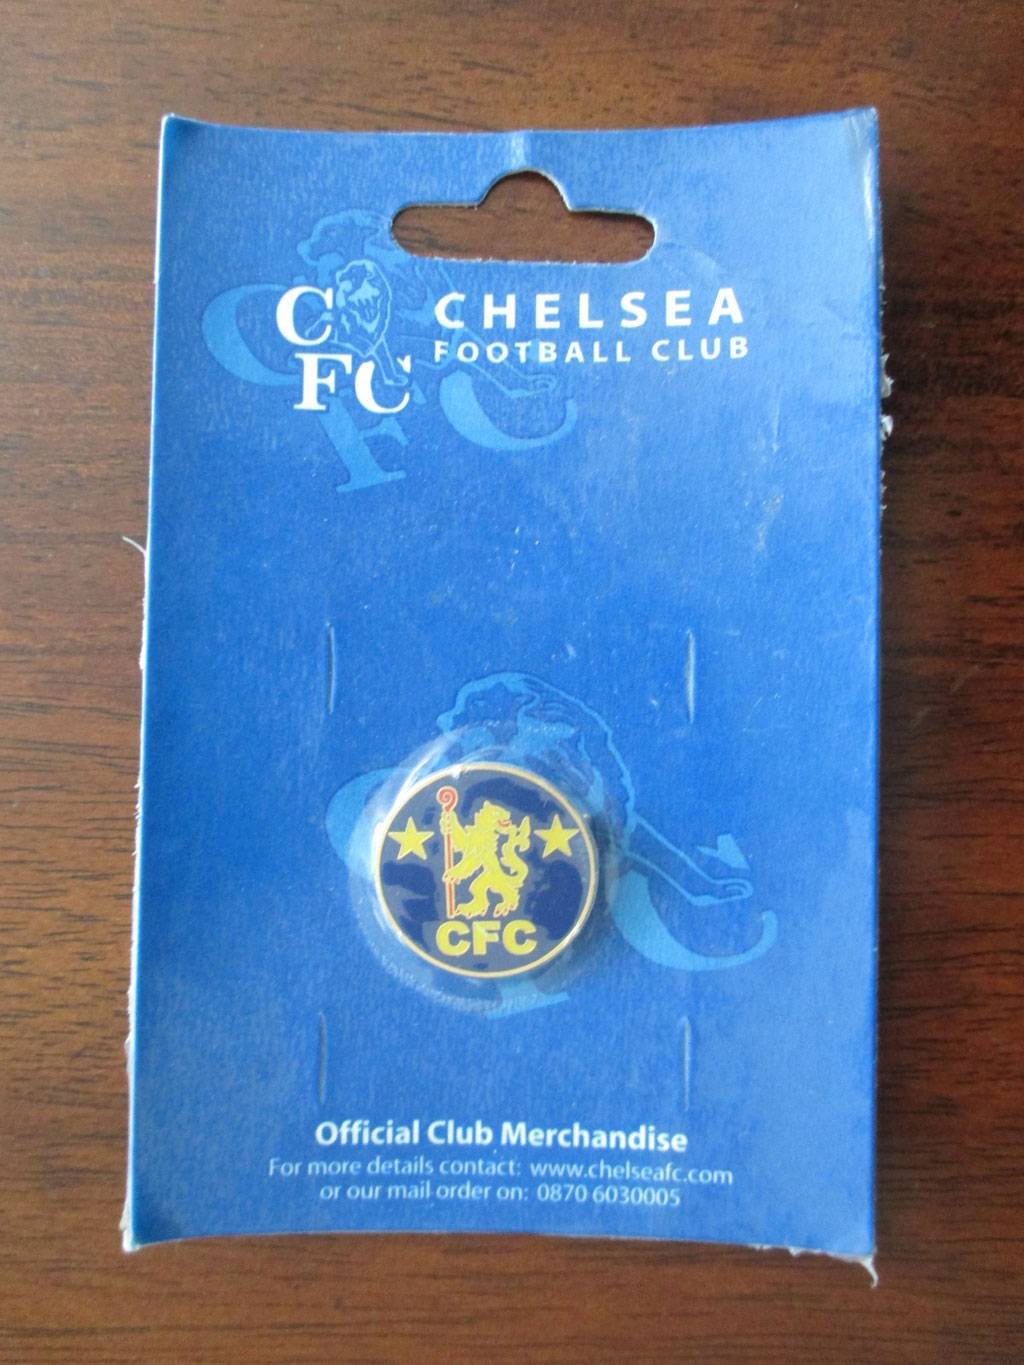 C
FC
CHELSEA
FOOTBALL CLUB
CFC
Official Club Merchandise
For more details contact: www.chelseafc.com
or our mail order on: 0870 6030005